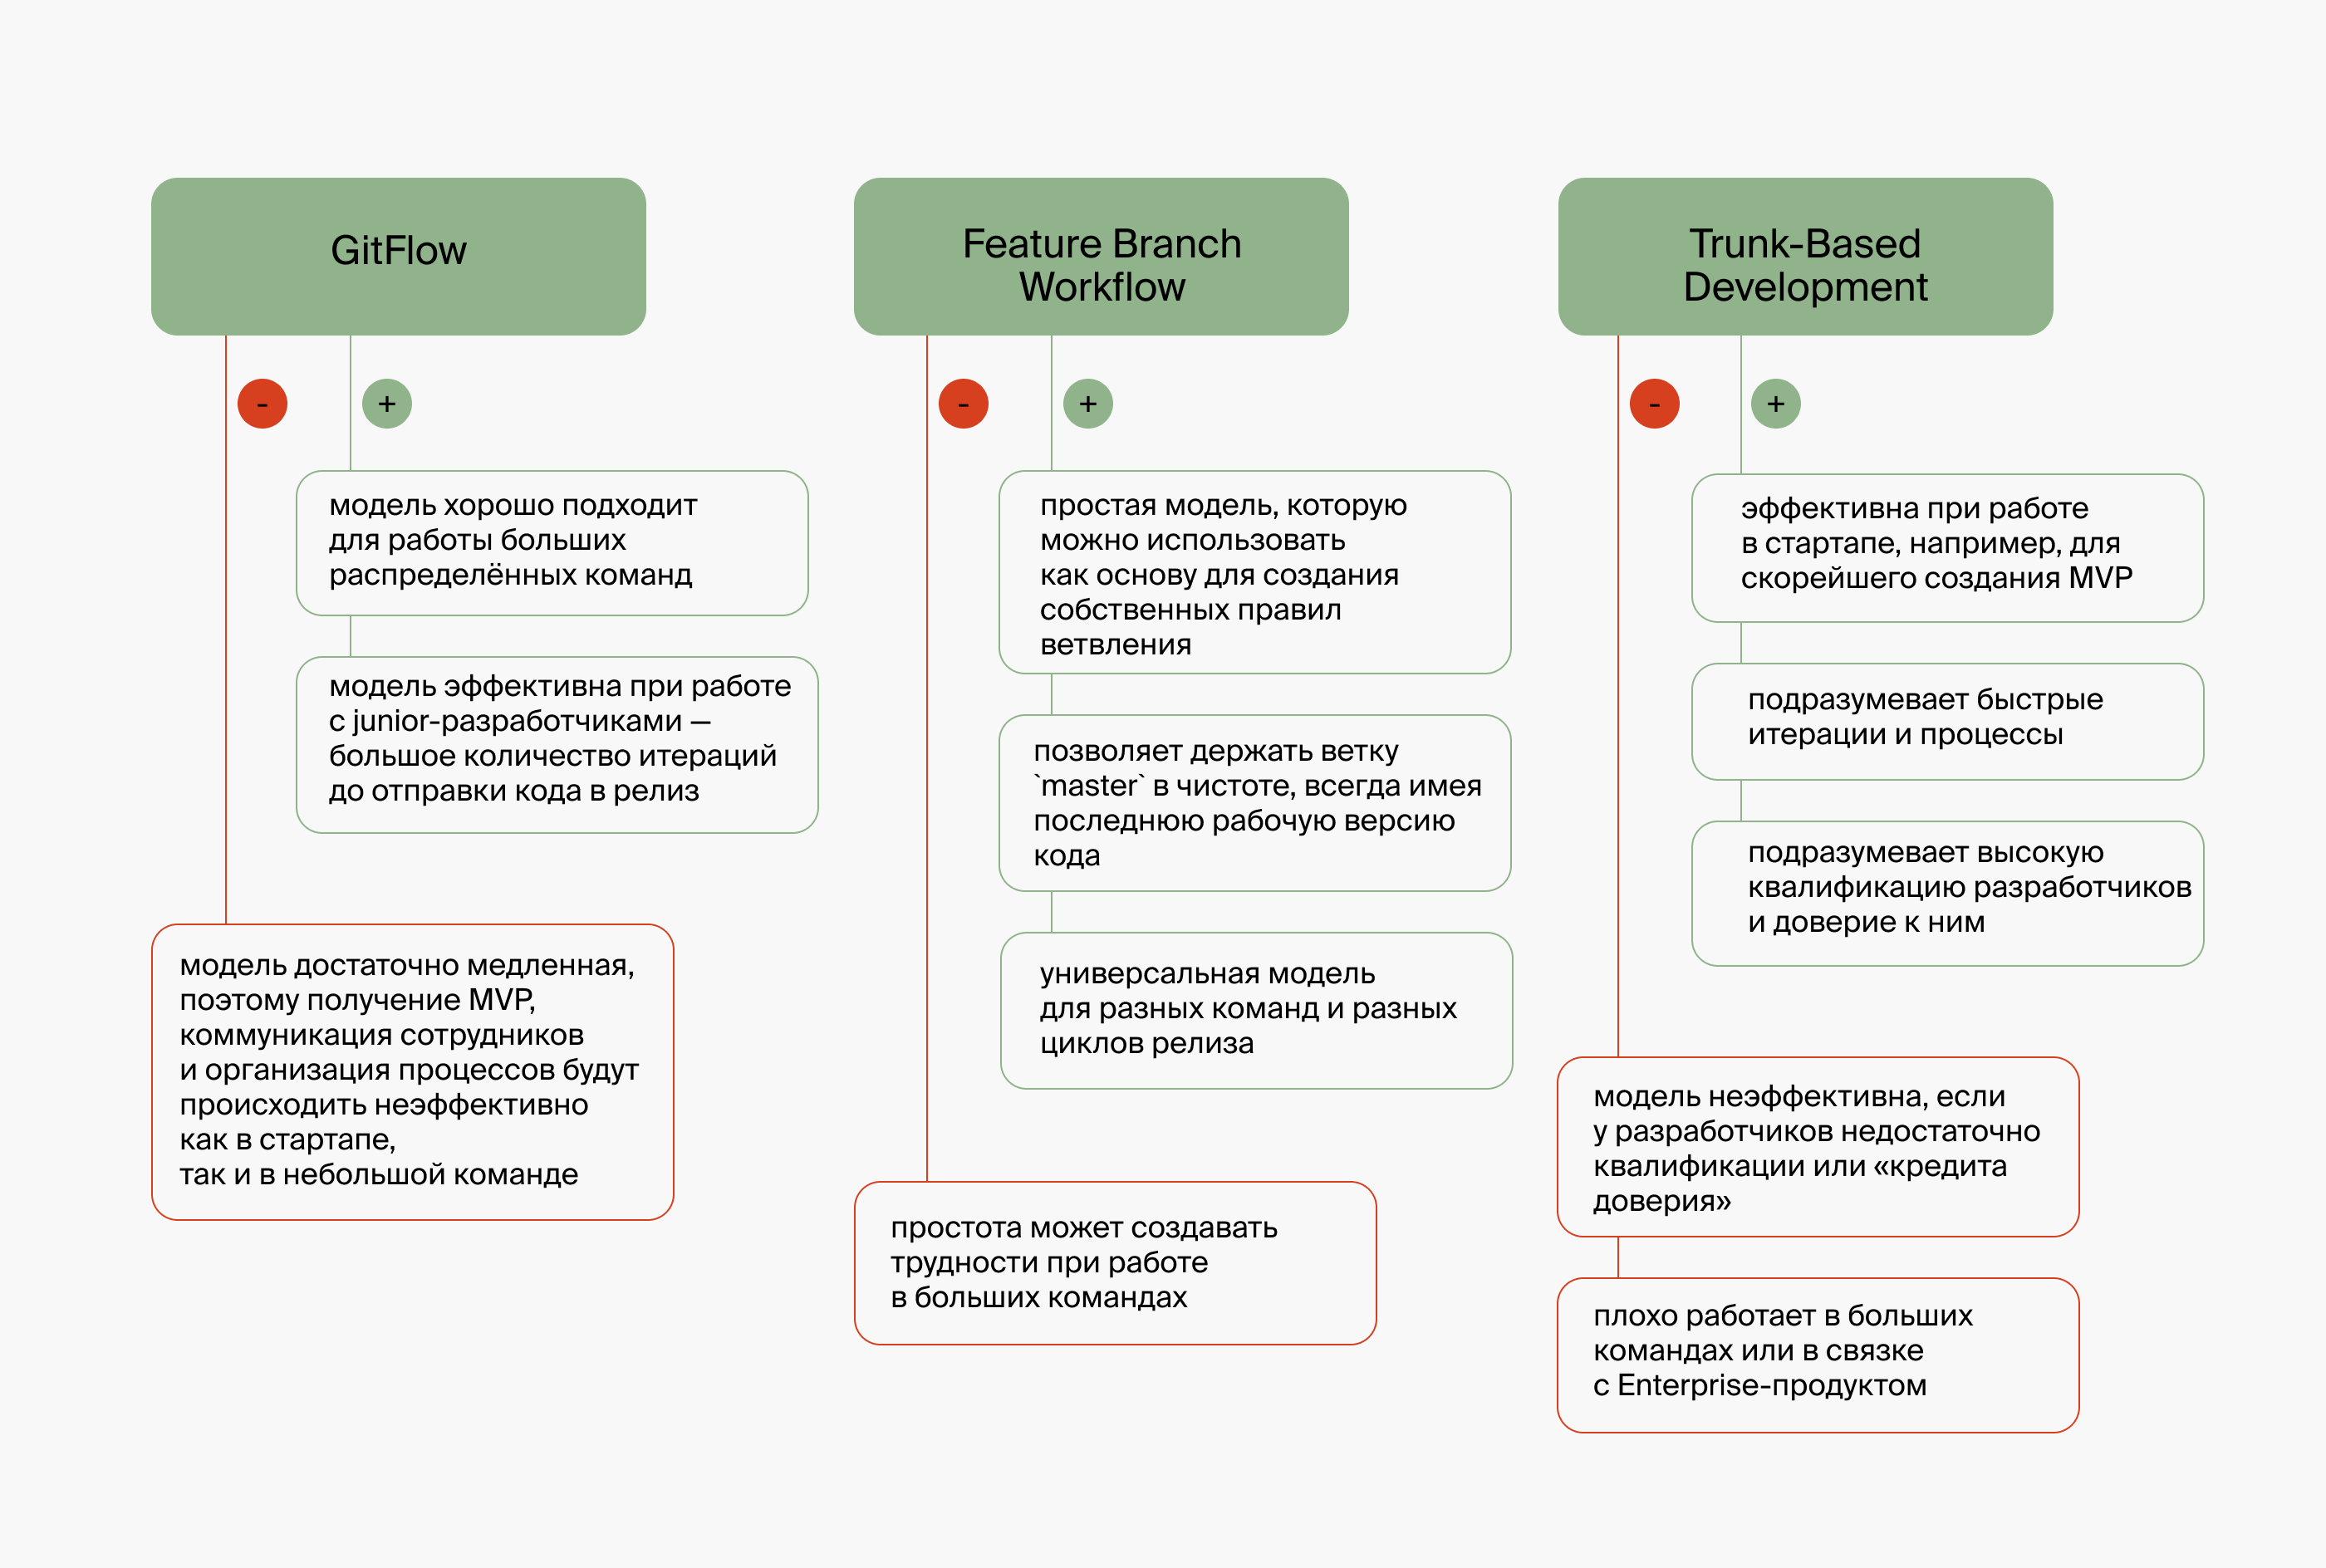 GitFlow
-
+
модель хорошо подходит
для работы больших
распределённых команд
модель эффективна при работе
с junior-разработчиками —
большое количество итераций
до отправки кода в релиз
модель достаточно медленная,
поэтому получение MVP,
коммуникация сотрудников
и организация процессов будут
происходить неэффективно
как в стартапе,
так и в небольшой команде
Feature Branch
Workflow
-
+
простая модель, которую
можно использовать
как основу для создания
собственных правил
ветвления
позволяет держать ветку
`master` в чистоте, всегда имея
последнюю рабочую версию
кода
универсальная модель
для разных команд и разных
циклов релиза
простота может создавать
трудности при работе
в больших командах
Trunk-Based
Development
-
+
эффективна при работе
в стартапе, например, для
скорейшего создания MVP
подразумевает быстрые
итерации и процессы
подразумевает высокую
квалификацию разработчиков
и доверие к ним
модель неэффективна, если
у разработчиков недостаточно
квалификации или «кредита
доверия»
плохо работает в больших
командах или в связке
с Enterprise-продуктом